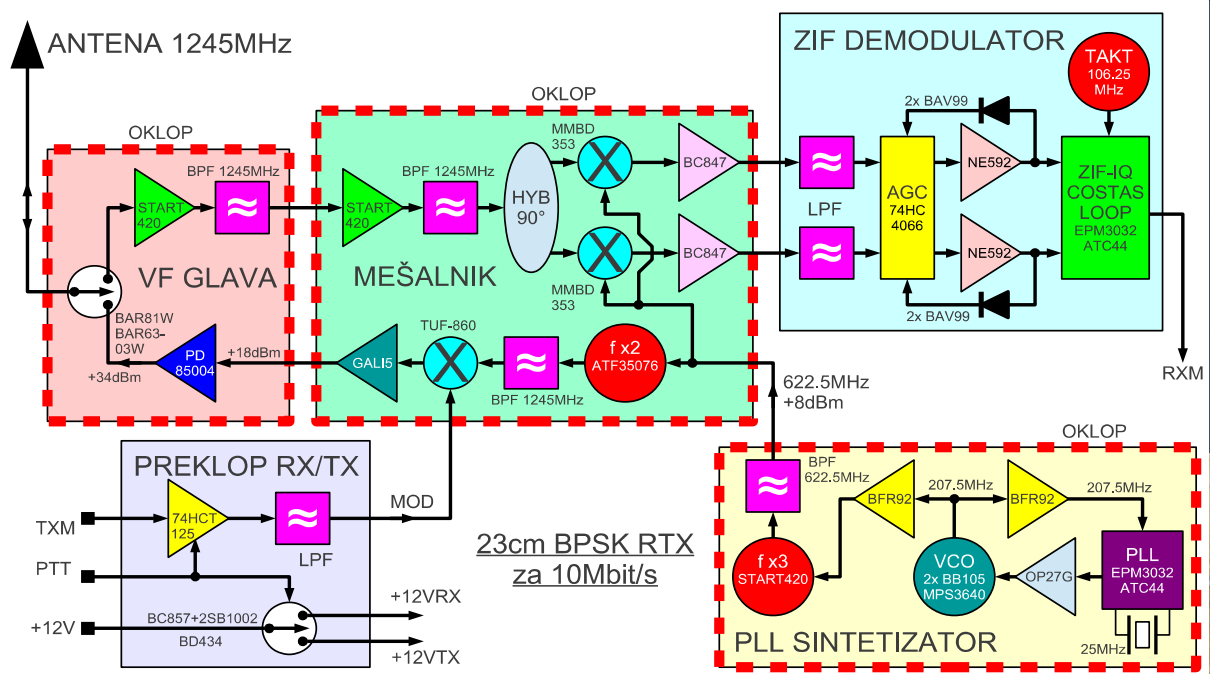 ANTENA 1245MHz
OKLOP
BPF 1245MHz
START
420
VF GLAVA
BAR81W
BAR63-
03W
+34dBm
PD
85004
+18dBm
OKLOP
START
420
BPF 1245MHz
HYB
90°
MMBD
353
BC847
MEŠALNIK
MMBD
353
BC847
TUF-860
GALI5
BPF 1245MHz
f x2
ATF35076
ZIF DEMODULATOR
TAKT
106.25
MHz
2x BAV99
LPF
AGC
74HC
4066
NE592
NE592
2x BAV99
ZIF-IQ
COSTAS
LOOP
EPM3032
ATC44
RXM
622.5MHz
+8dBm
PREKLOP RX/TX
TXM
74HCT
125
LPF
MOD
PTT
+12V
BC857+2SB1002
BD434
+12VRX
+12VTX
23cm BPSK RTX
za 10Mbit/s
OKLOP
BPF
622.5MHz
BFR92
207.5MHz
BFR92
207.5MHz
f x3
START420
VCO
2x BB105
MPS3640
OP27G
PLL
EPM3032
ATC44
25MHz
PLL SINTETIZATOR